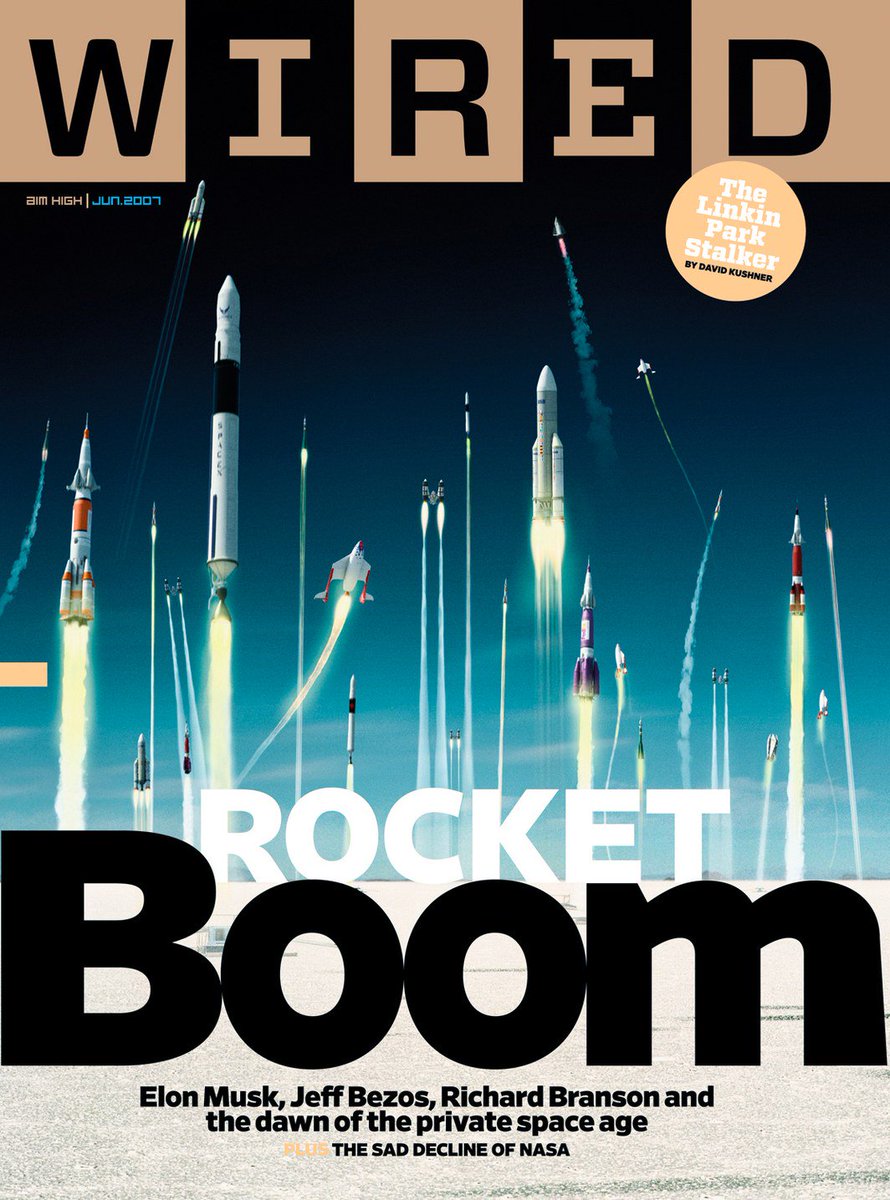 WIRED
AIM HIGH | JUN.2007
The
Linkin
Park
Stalker
BY DAVID KUSHNER
SPACEX
ROCKET
Boom
Elon Musk, Jeff Bezos, Richard Branson and
the dawn of the private space age
PLUS THE SAD DECLINE OF NASA